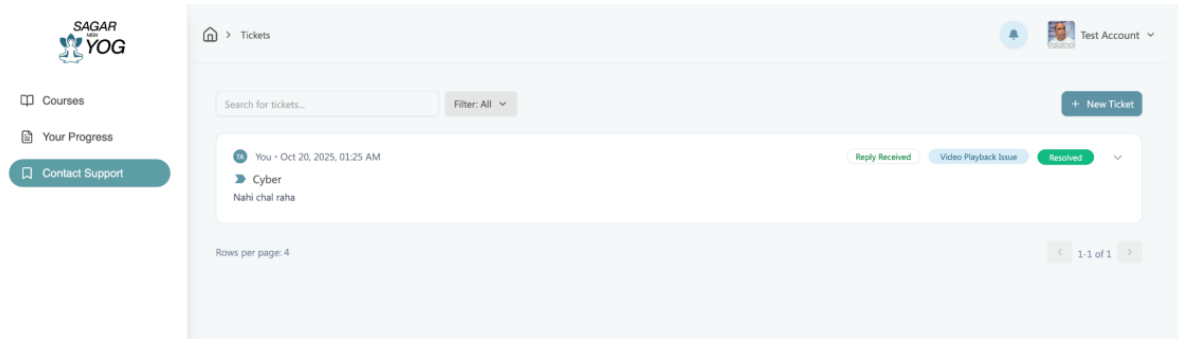 SAGAR
MEIN
YOG
Tickets
Test Account
Courses
Your Progress
Contact Support
Search for tickets...
Filter: All
+ New Ticket
TA You • Oct 20, 2025, 01:25 AM
Reply Received Video Playback Issue Resolved
Cyber
Nahi chal raha
Rows per page: 4
1-1 of 1